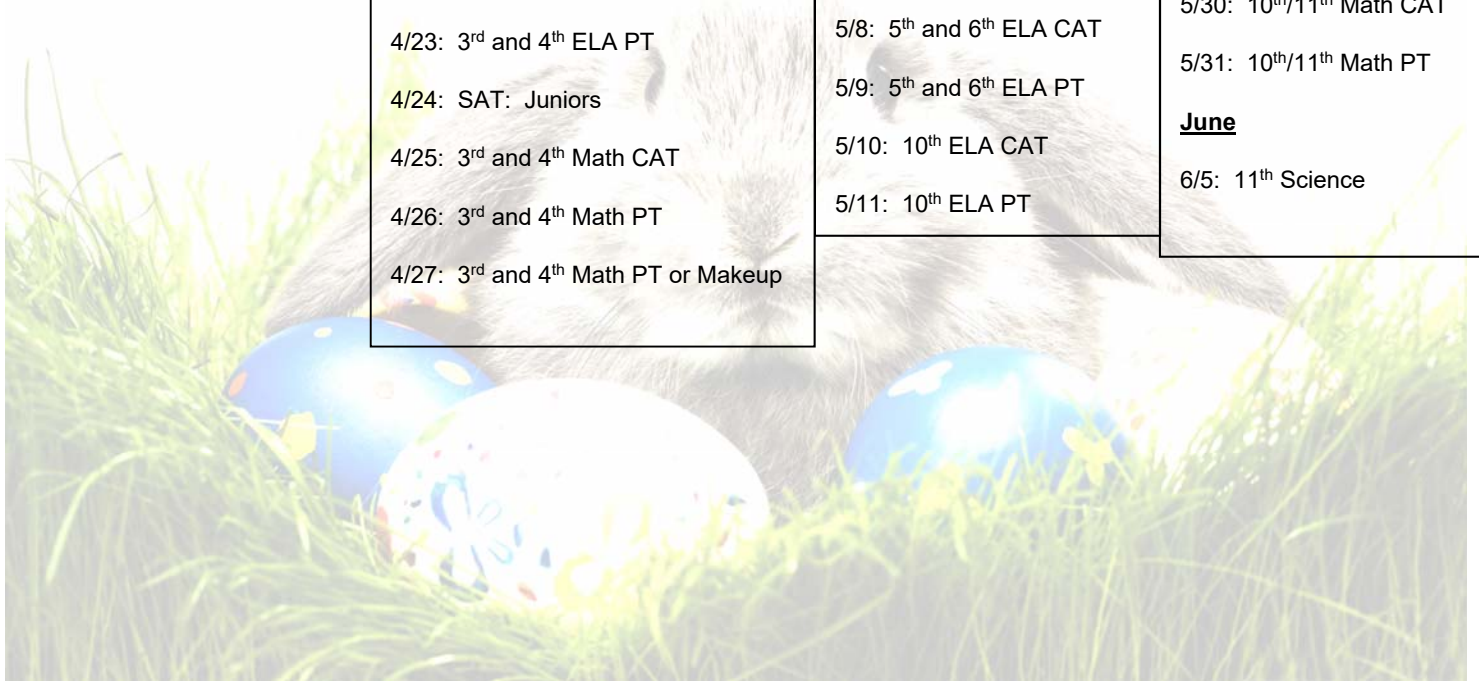 4/23: 3rd and 4th ELA PT
4/24: SAT: Juniors
4/25: 3rd and 4th Math CAT
4/26: 3rd and 4th Math PT
4/27: 3rd and 4th Math PT or Makeup
5/8: 5th and 6th ELA CAT
5/9: 5th and 6th ELA PT
5/10: 10th ELA CAT
5/11: 10th ELA PT
5/30: 10th/11th Math CAT
5/31: 10th/11th Math PT
June
6/5: 11th Science